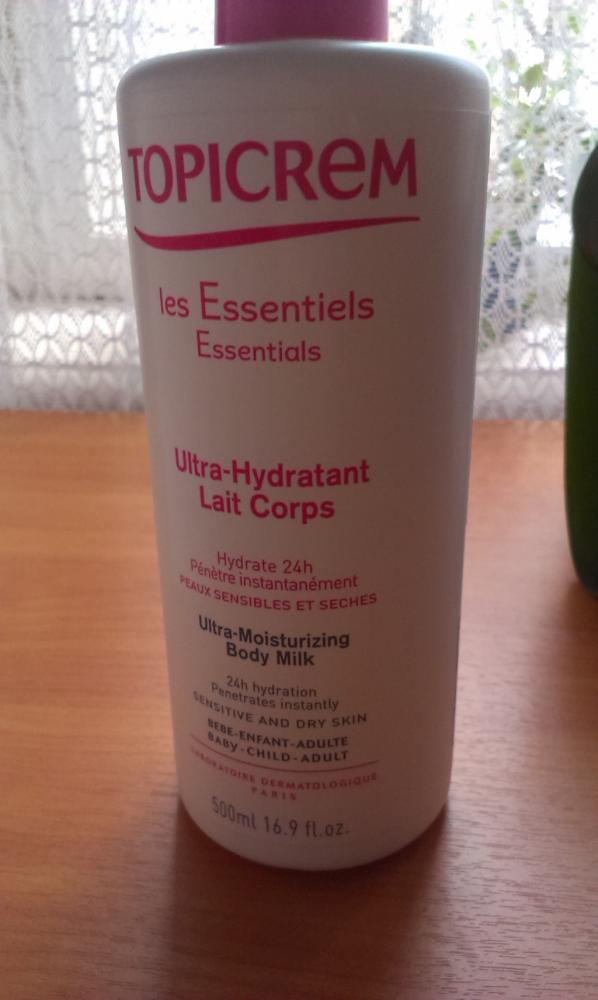 TOPICREM
les Essentiels
Essentials
Ultra-Hydratant
Lait Corps
Hydrate 24h
Pénètre instantanément
PEAUX SENSIBLES ET SECHES
Ultra-Moisturizing
Body Milk
24h hydration
Penetrates instantly
SENSITIVE AND DRY SKIN
BEBE-ENFANT-ADULTE
BABY-CHILD-ADULT
LABORATOIRE DERMATOLOGIQUE
PARIS
500ml 16.9 fl.oz.